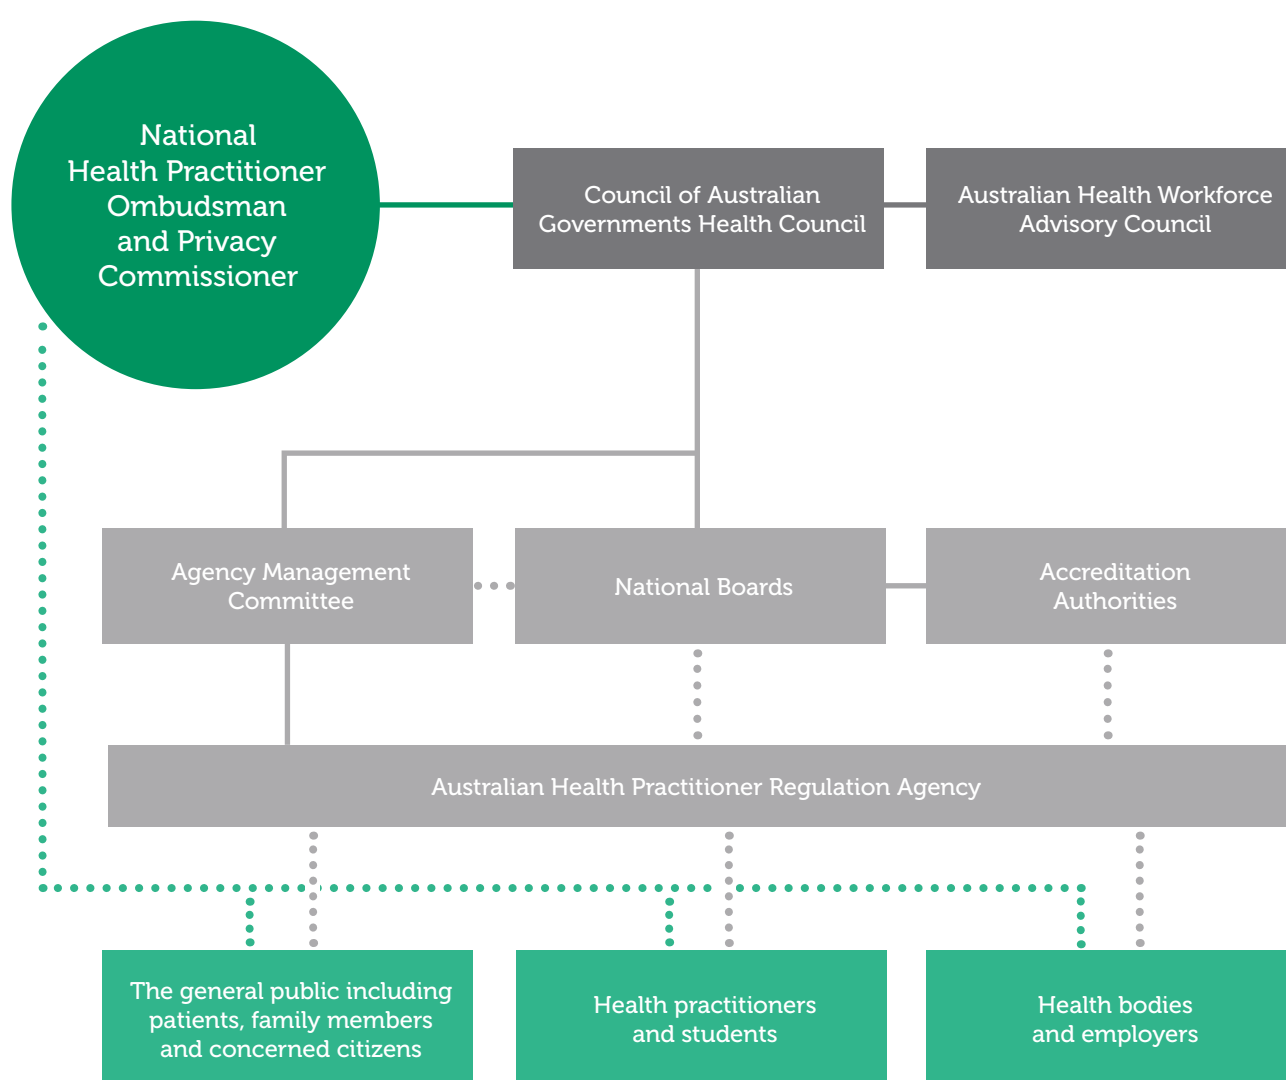 National
Health Practitioner
Ombudsman
and Privacy
Commissioner
Council of Australian
Governments Health Council
Australian Health Workforce
Advisory Council
Agency Management
Committee
National Boards
Accreditation
Authorities
Australian Health Practitioner Regulation Agency
The general public including
patients, family members
and concerned citizens
Health practitioners
and students
Health bodies
and employers